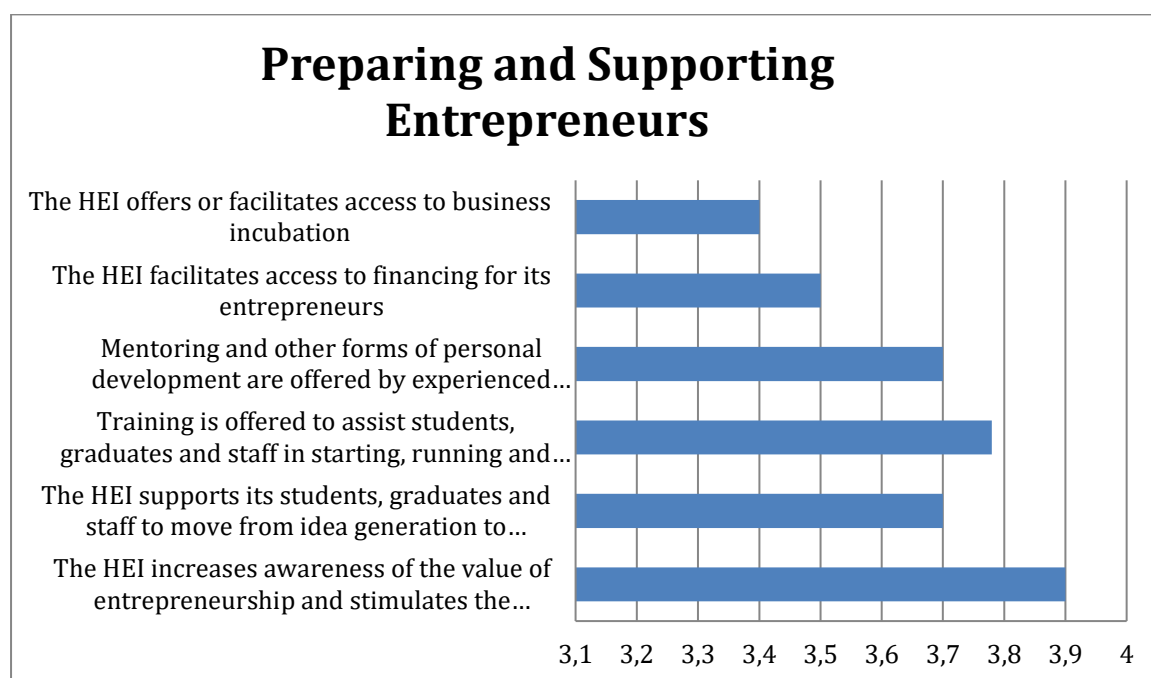 Preparing and Supporting
Entrepreneurs
The HEI offers or facilitates access to business
incubation
The HEI facilitates access to financing for its
entrepreneurs
Mentoring and other forms of personal
development are offered by experienced…
Training is offered to assist students,
graduates and staff in starting, running and…
The HEI supports its students, graduates and
staff to move from idea generation to…
The HEI increases awareness of the value of
entrepreneurship and stimulates the…
3,1 3,2 3,3 3,4 3,5 3,6 3,7 3,8 3,9 4